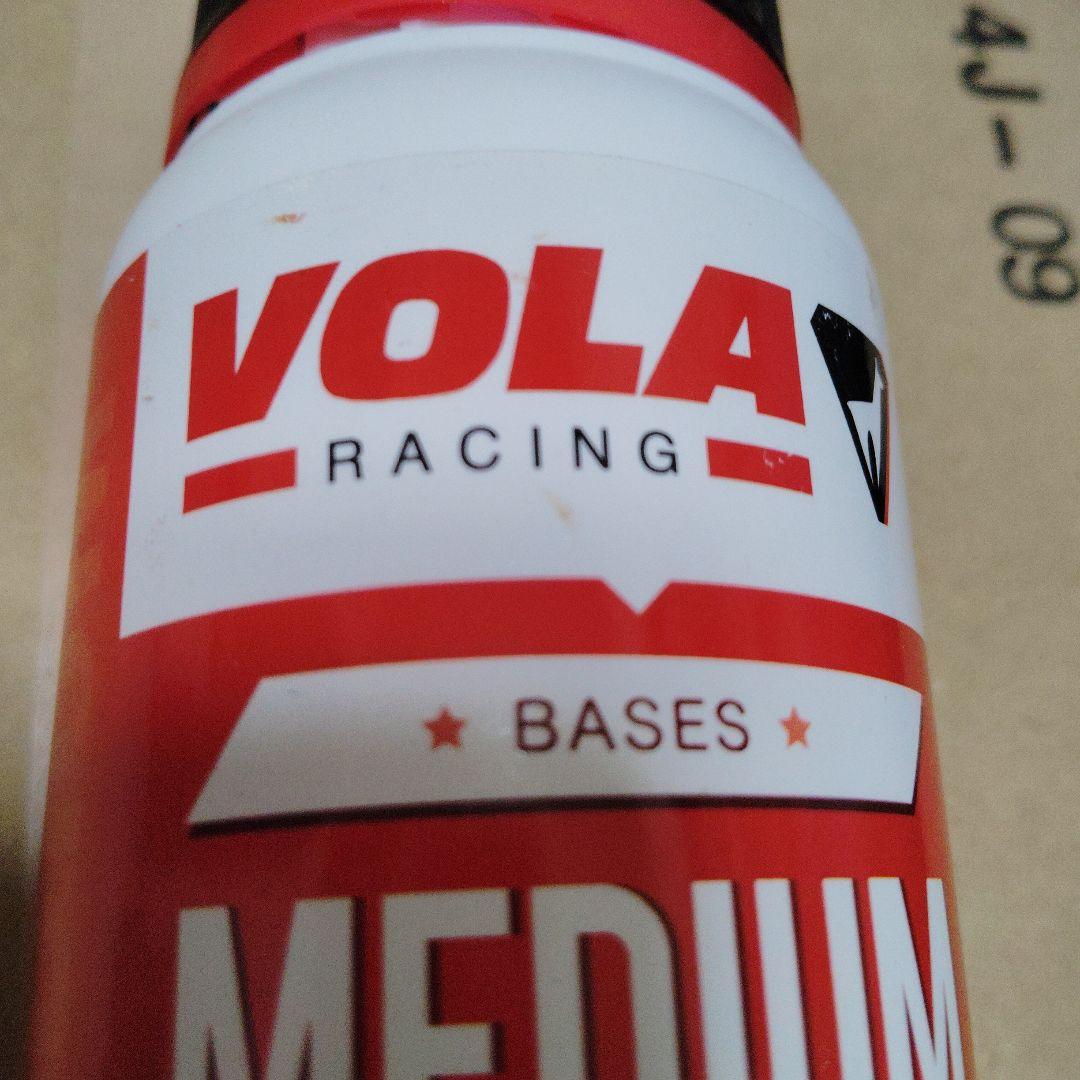 VOLA
RACING
BASES
MEDIUM
4J-09